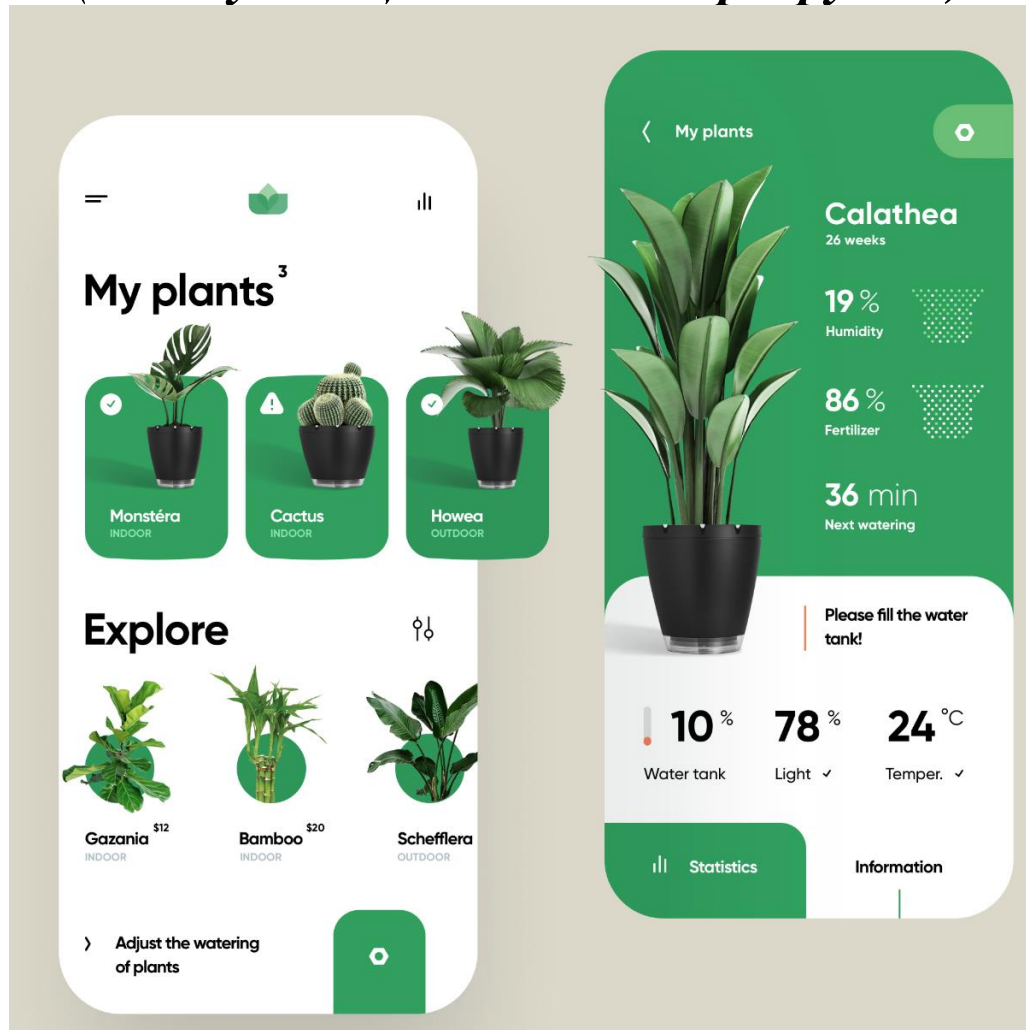 My plants 3
Monstéra
INDOOR
Cactus
INDOOR
Howea
OUTDOOR
Explore
Gazania $12
INDOOR
Bamboo $20
INDOOR
Schefflera
OUTDOOR
Adjust the watering
of plants
My plants
Calathea
26 weeks
19 %
Humidity
86 %
Fertilizer
36 min
Next watering
Please fill the water
tank!
10 %
Water tank
78 %
Light
24 °C
Temper.
Statistics
Information